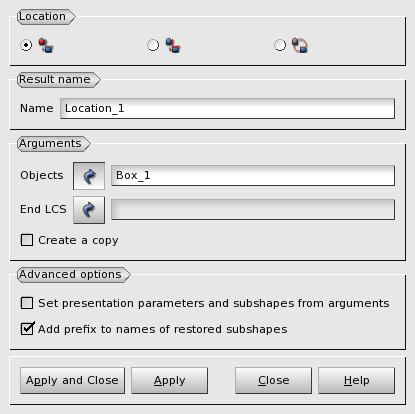 Location
Result name
Name Location_1
Arguments
Objects Box_1
End LCS
Create a copy
Advanced options
Set presentation parameters and subshapes from arguments
Add prefix to names of restored subshapes
Apply and Close Apply Close Help